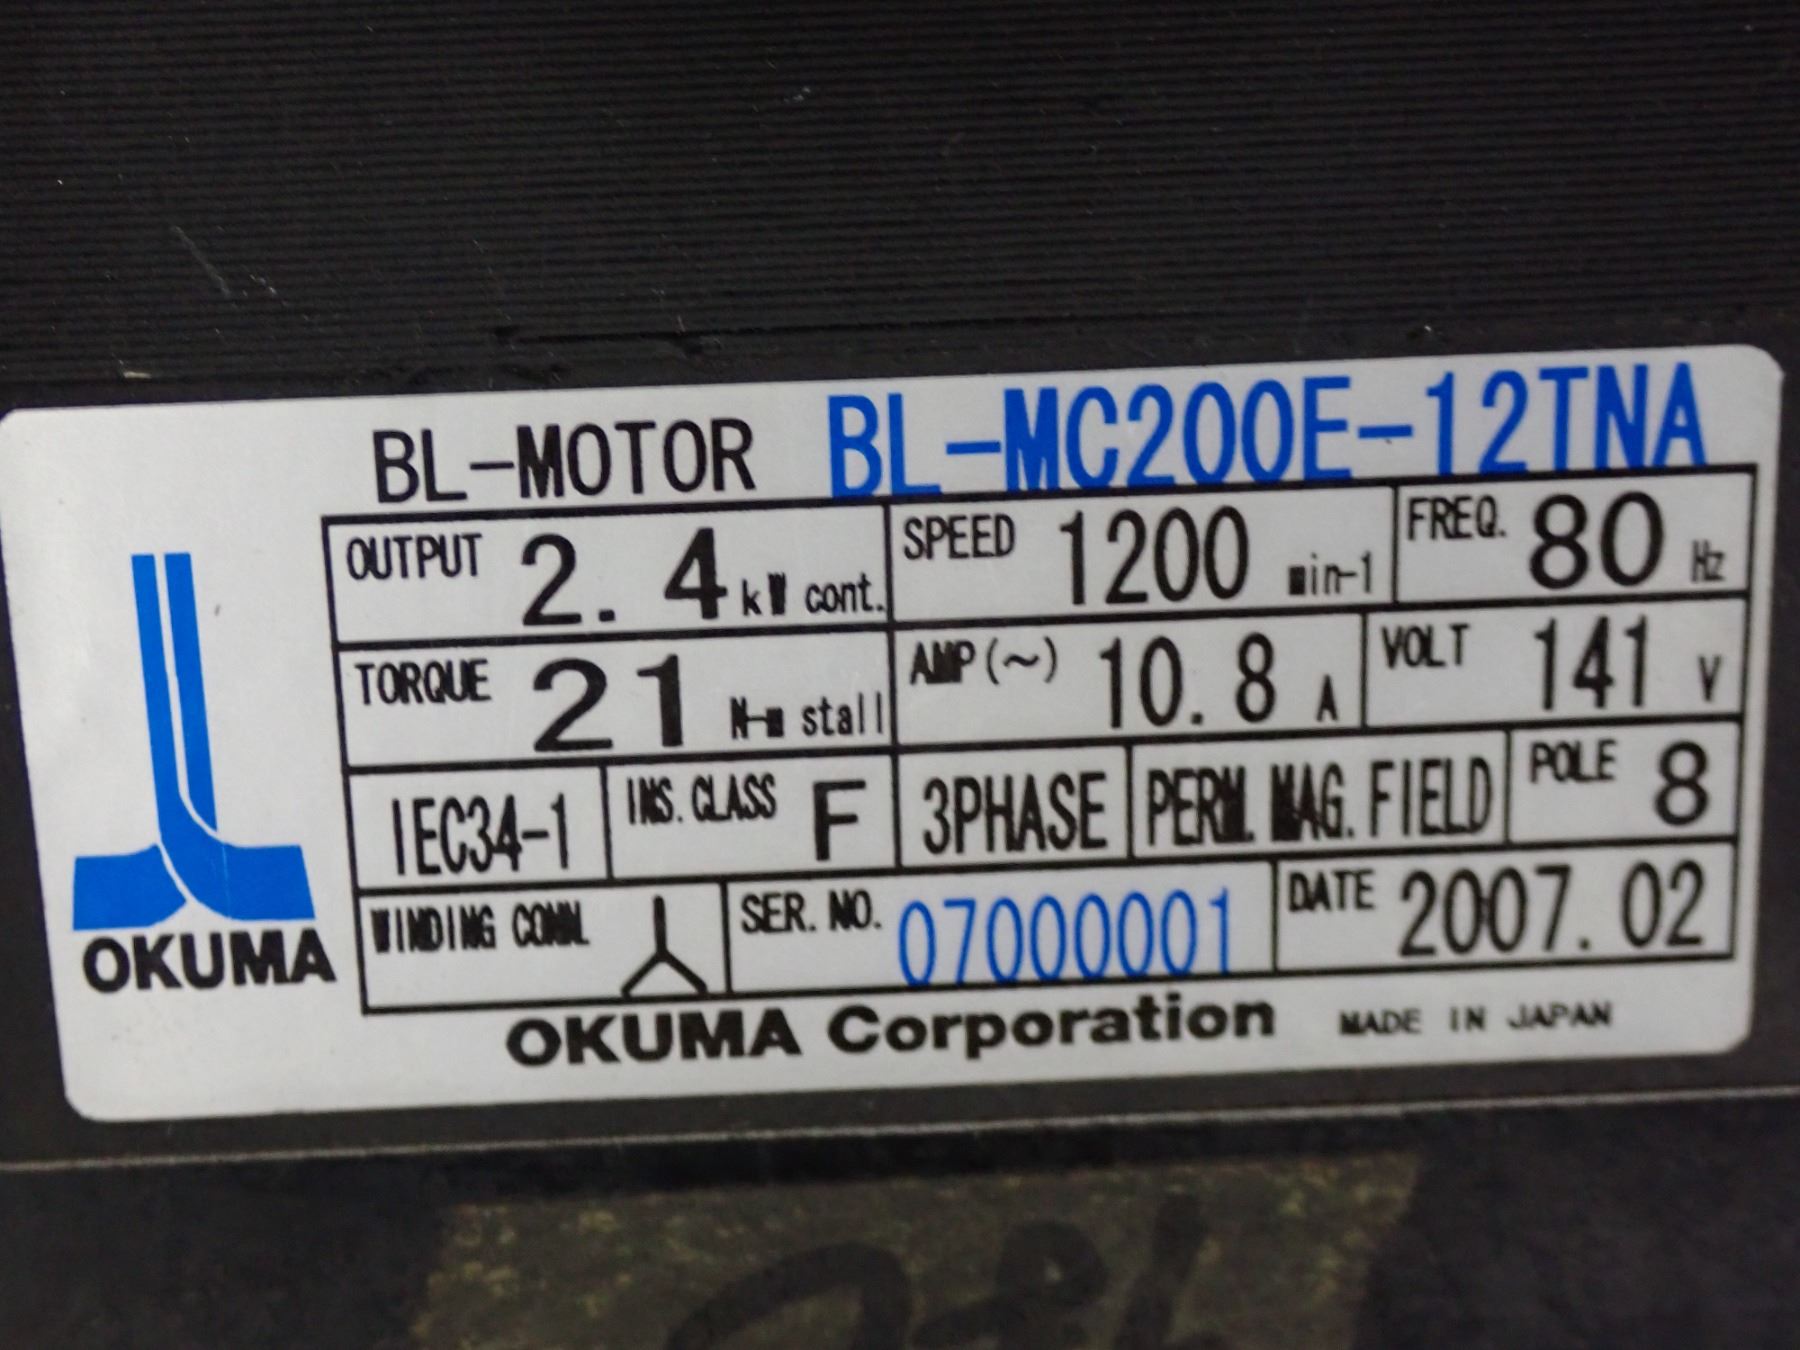 BL-MOTOR BL-MC200E-12TNA
OUTPUT 2.4 kW cont. SPEED 1200 min-1 FREQ. 80 Hz
TORQUE 21 N-m stall AMP(~) 10.8 A VOLT 141 V
IEC34-1 INS. CLASS F 3PHASE PERM. MAG. FIELD POLE 8
WINDING CONN. SER. NO. 07000001 DATE 2007.02
OKUMA
OKUMA Corporation MADE IN JAPAN